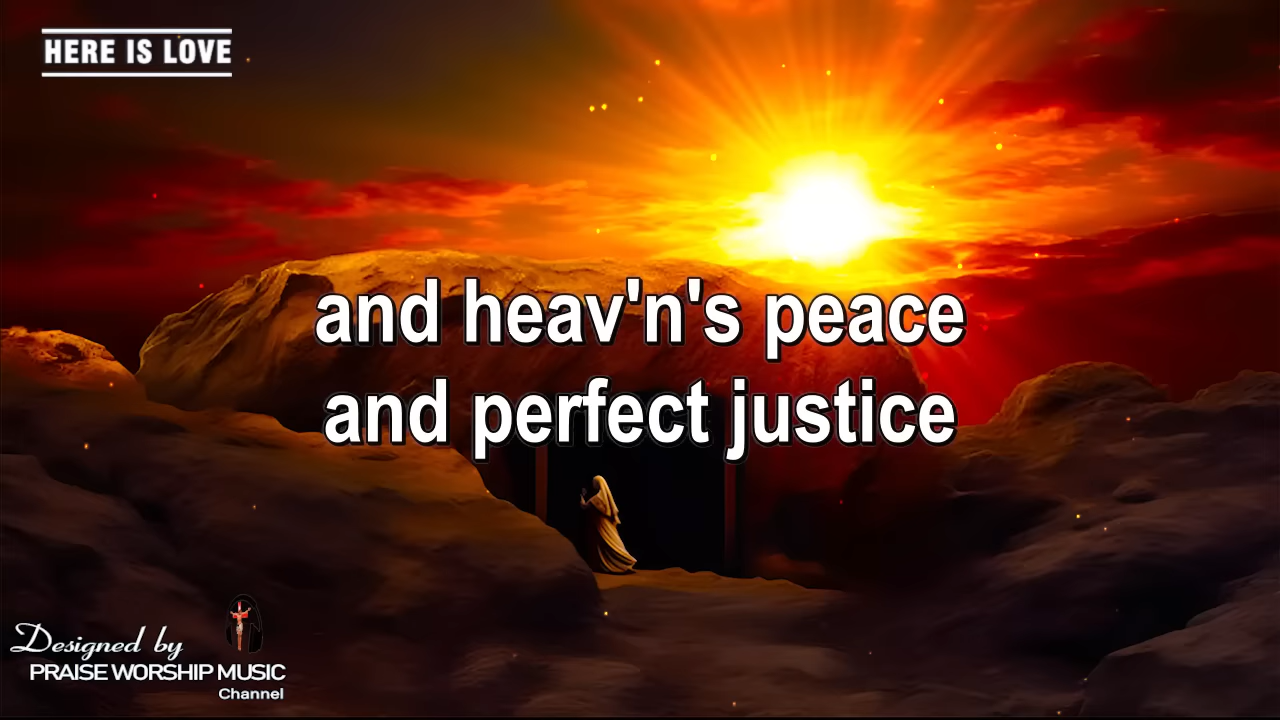 HERE IS LOVE
and heav'n's peace
and perfect justice
Designed by
PRAISE WORSHIP MUSIC
Channel